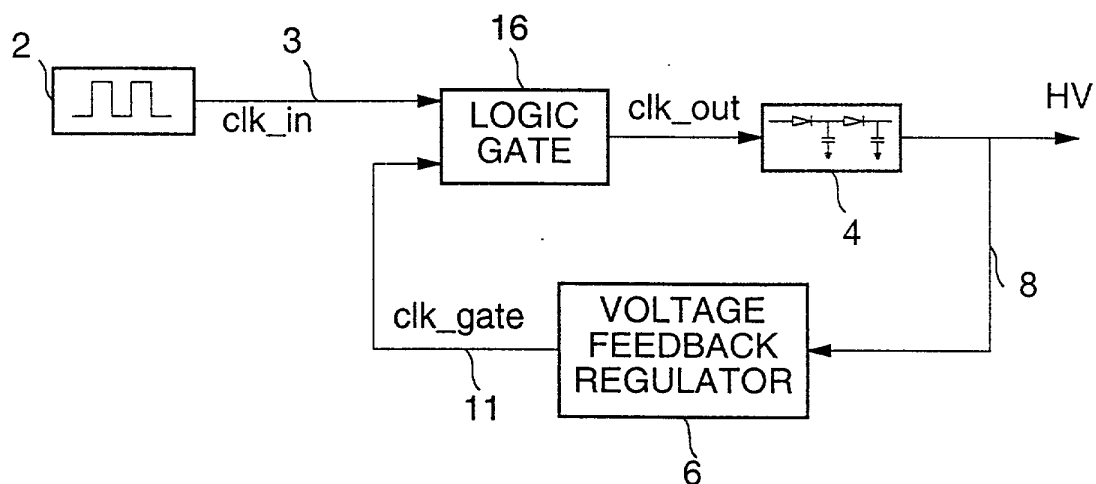 2
3
16
HV
clk_in
LOGIC
GATE
clk_out
4
8
clk_gate
VOLTAGE
FEEDBACK
REGULATOR
11
6